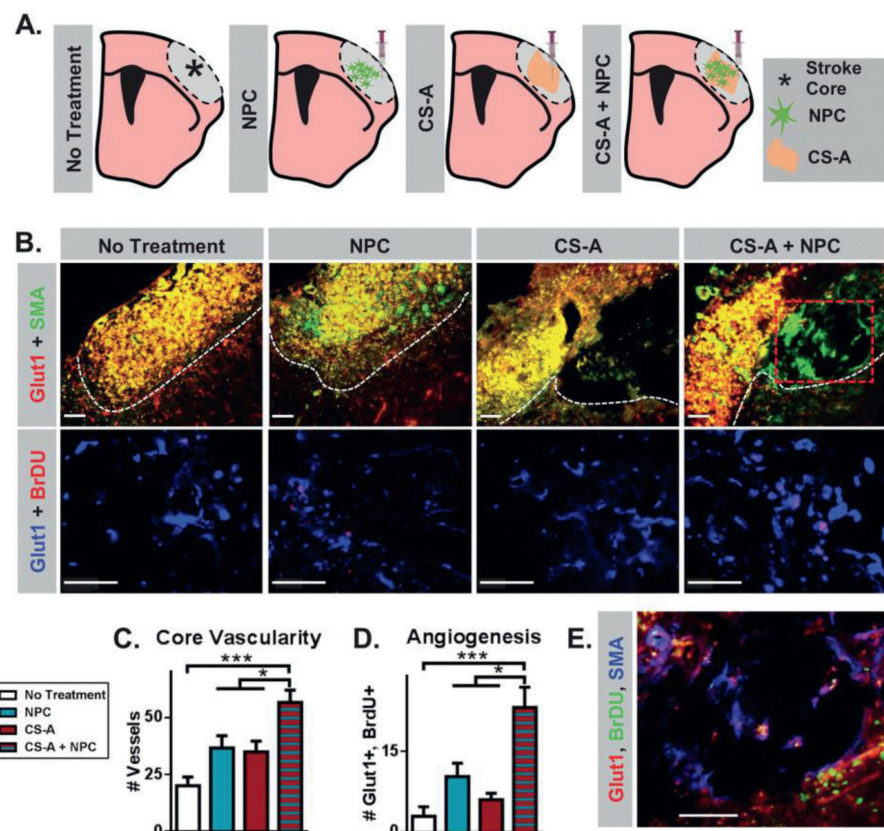 A.
No Treatment
NPC
CS-A
CS-A + NPC
* Stroke
Core
NPC
CS-A
B.
No Treatment
NPC
CS-A
CS-A + NPC
Glut1 + SMA
Glut1 + BrDU
C. Core Vascularity
***
*
50
25
0
# Vessels
No Treatment
NPC
CS-A
CS-A + NPC
D. Angiogenesis
***
*
15
# Glut1+, BrdU+
E.
Glut1, BrDU, SMA